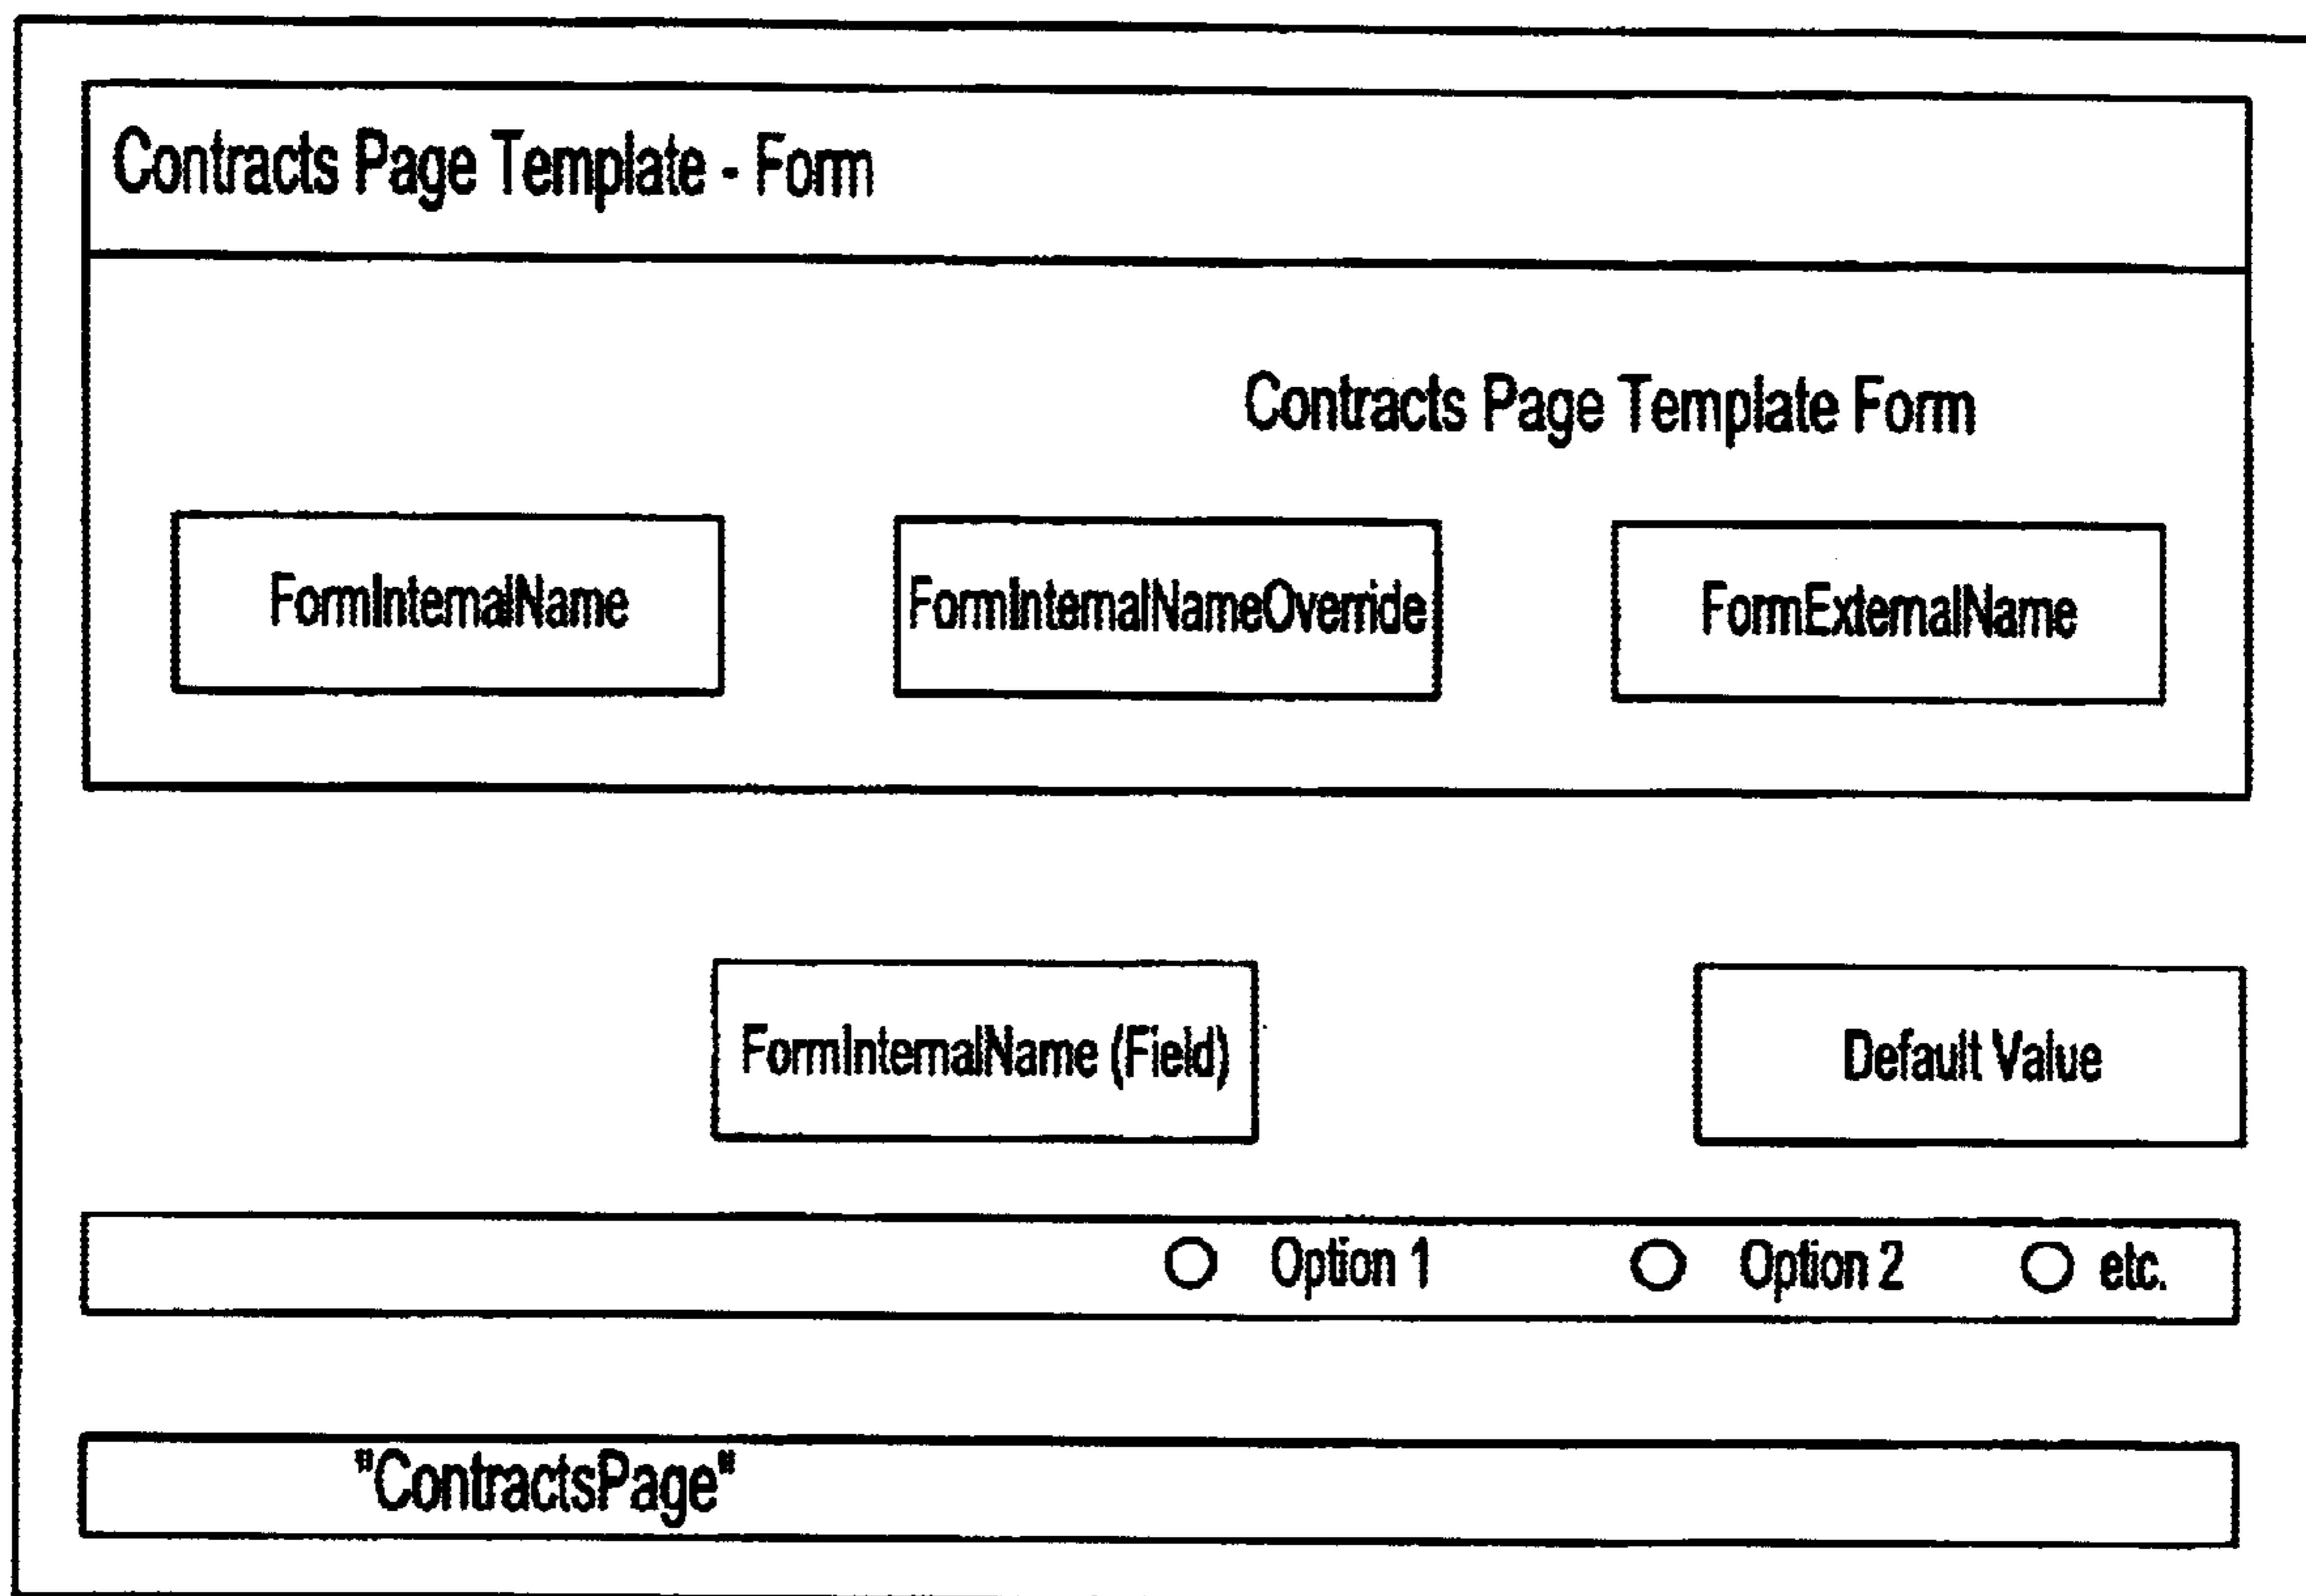 Contracts Page Template - Form
Contracts Page Template Form
FormInternalName
FormInternalNameOverride
FormExternalName
FormInternalName (Field)
Default Value
Option 1
Option 2
etc.
"ContractsPage"